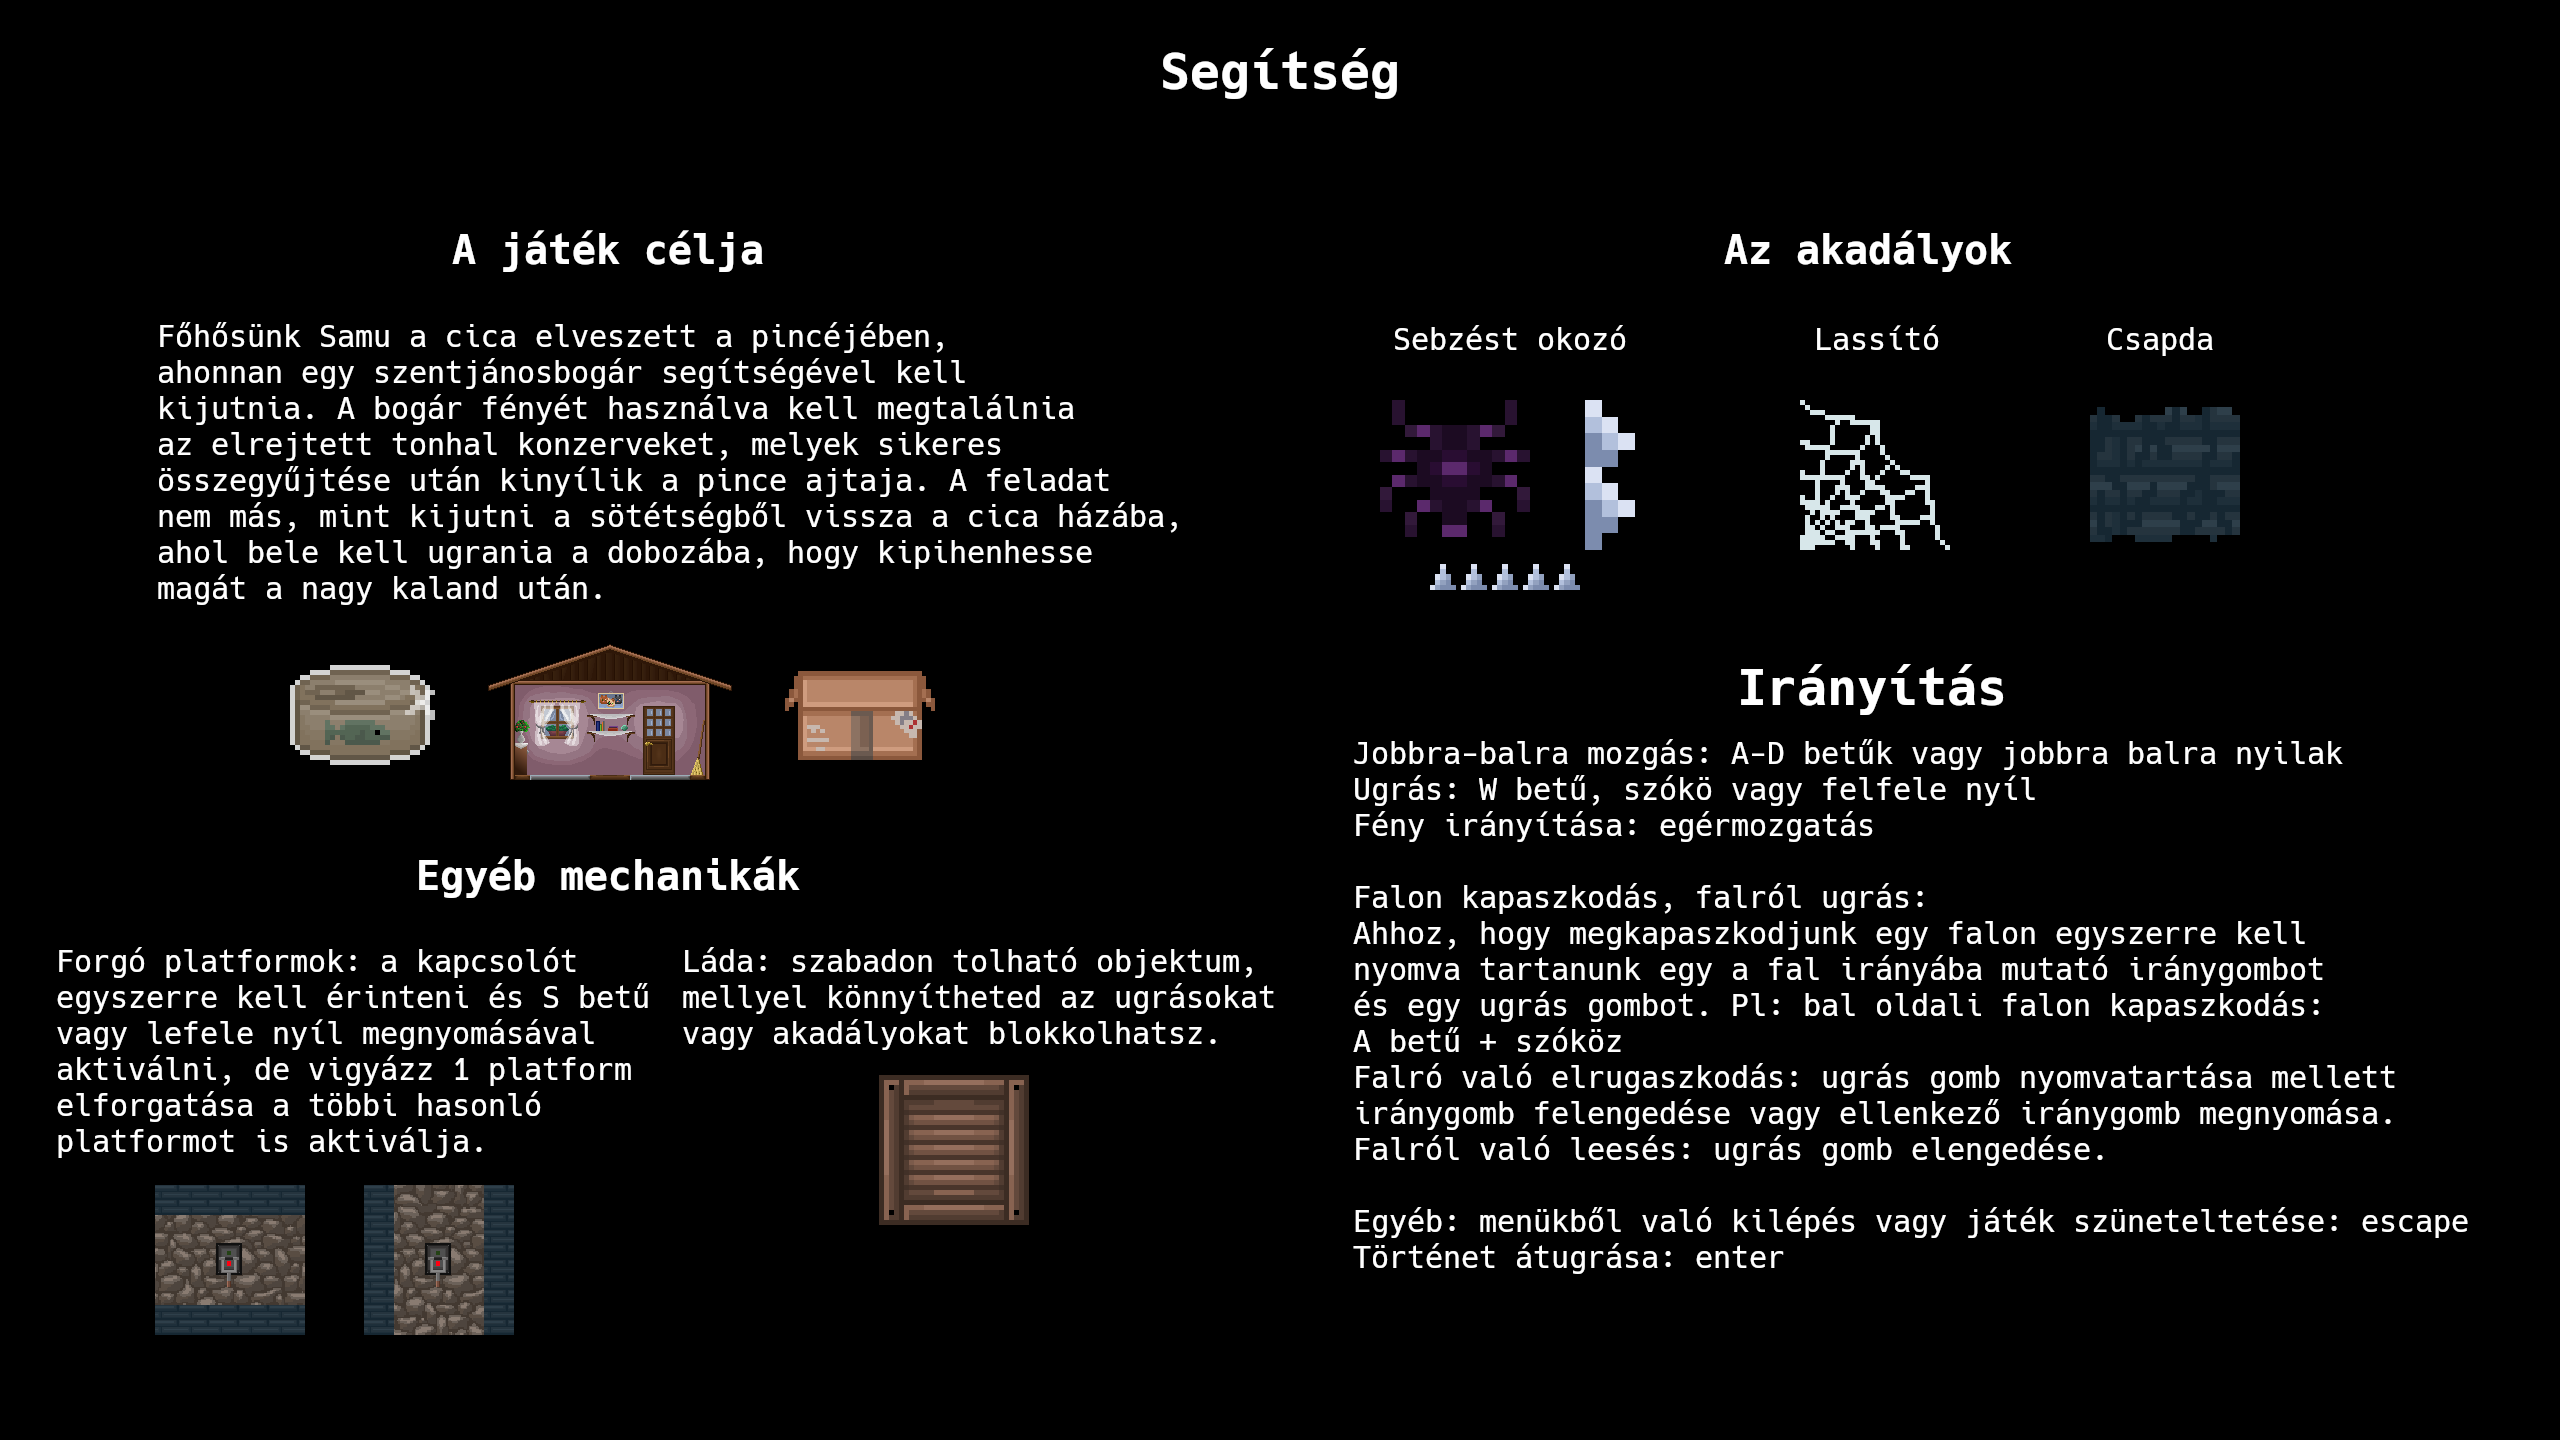 Segítség
A játék célja
Főhősünk Samu a cica elveszett a pincéjében,
ahonnan egy szentjánosbogár segítségével kell
kijutnia. A bogár fényét használva kell megtalálnia
az elrejtett tonhal konzerveket, melyek sikeres
összegyűjtése után kinyílik a pince ajtaja. A feladat
nem más, mint kijutni a sötétségből vissza a cica házába,
ahol bele kell ugrania a dobozába, hogy kipihenhesse
magát a nagy kaland után.
Egyéb mechanikák
Forgó platformok: a kapcsolót
egyszerre kell érinteni és S betű
vagy lefele nyíl megnyomásával
aktiválni, de vigyázz 1 platform
elforgatása a többi hasonló
platformot is aktiválja.
Láda: szabadon tolható objektum,
mellyel könnyítheted az ugrásokat
vagy akadályokat blokkolhatsz.
Az akadályok
Sebzést okozó
Lassító
Csapda
Irányítás
Jobbra-balra mozgás: A-D betűk vagy jobbra balra nyilak
Ugrás: W betű, szókö vagy felfele nyíl
Fény irányítása: egérmozgatás
Falon kapaszkodás, falról ugrás:
Ahhoz, hogy megkapaszkodjunk egy falon egyszerre kell
nyomva tartanunk egy a fal irányába mutató iránygombot
és egy ugrás gombot. Pl: bal oldali falon kapaszkodás:
A betű + szóköz
Falró való elrugaszkodás: ugrás gomb nyomvatartása mellett
iránygomb felengedése vagy ellenkező iránygomb megnyomása.
Falról való leesés: ugrás gomb elengedése.
Egyéb: menükből való kilépés vagy játék szüneteltetése: escape
Történet átugrása: enter